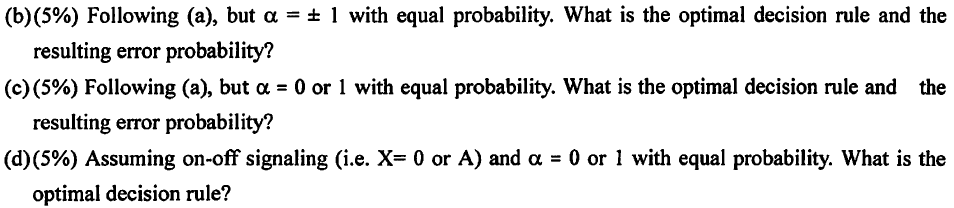 (b)(5%) Following (a), but α = ± 1 with equal probability. What is the optimal decision rule and the
resulting error probability?
(c)(5%) Following (a), but α = 0 or 1 with equal probability. What is the optimal decision rule and the
resulting error probability?
(d)(5%) Assuming on-off signaling (i.e. X= 0 or A) and α = 0 or 1 with equal probability. What is the
optimal decision rule?